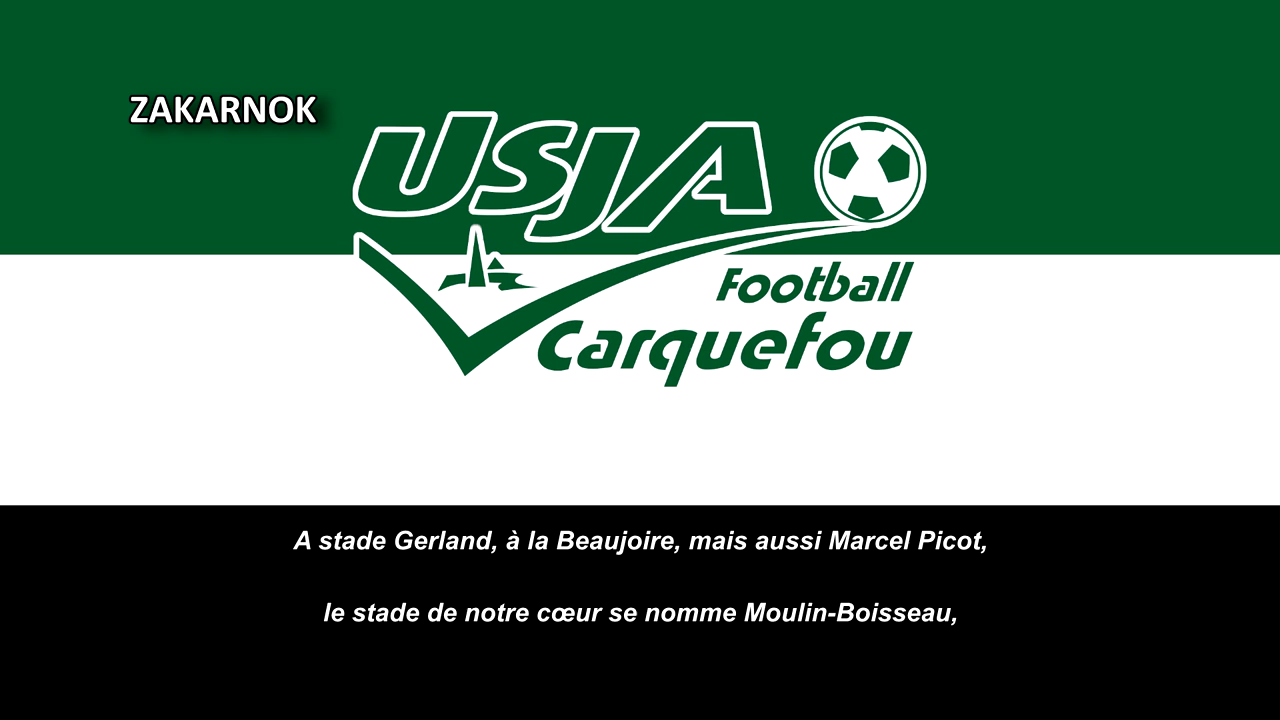 ZAKARNOK
USJA
Football
Carquefou
A stade Gerland, à la Beaujoire, mais aussi Marcel Picot,
le stade de notre cœur se nomme Moulin-Boisseau,